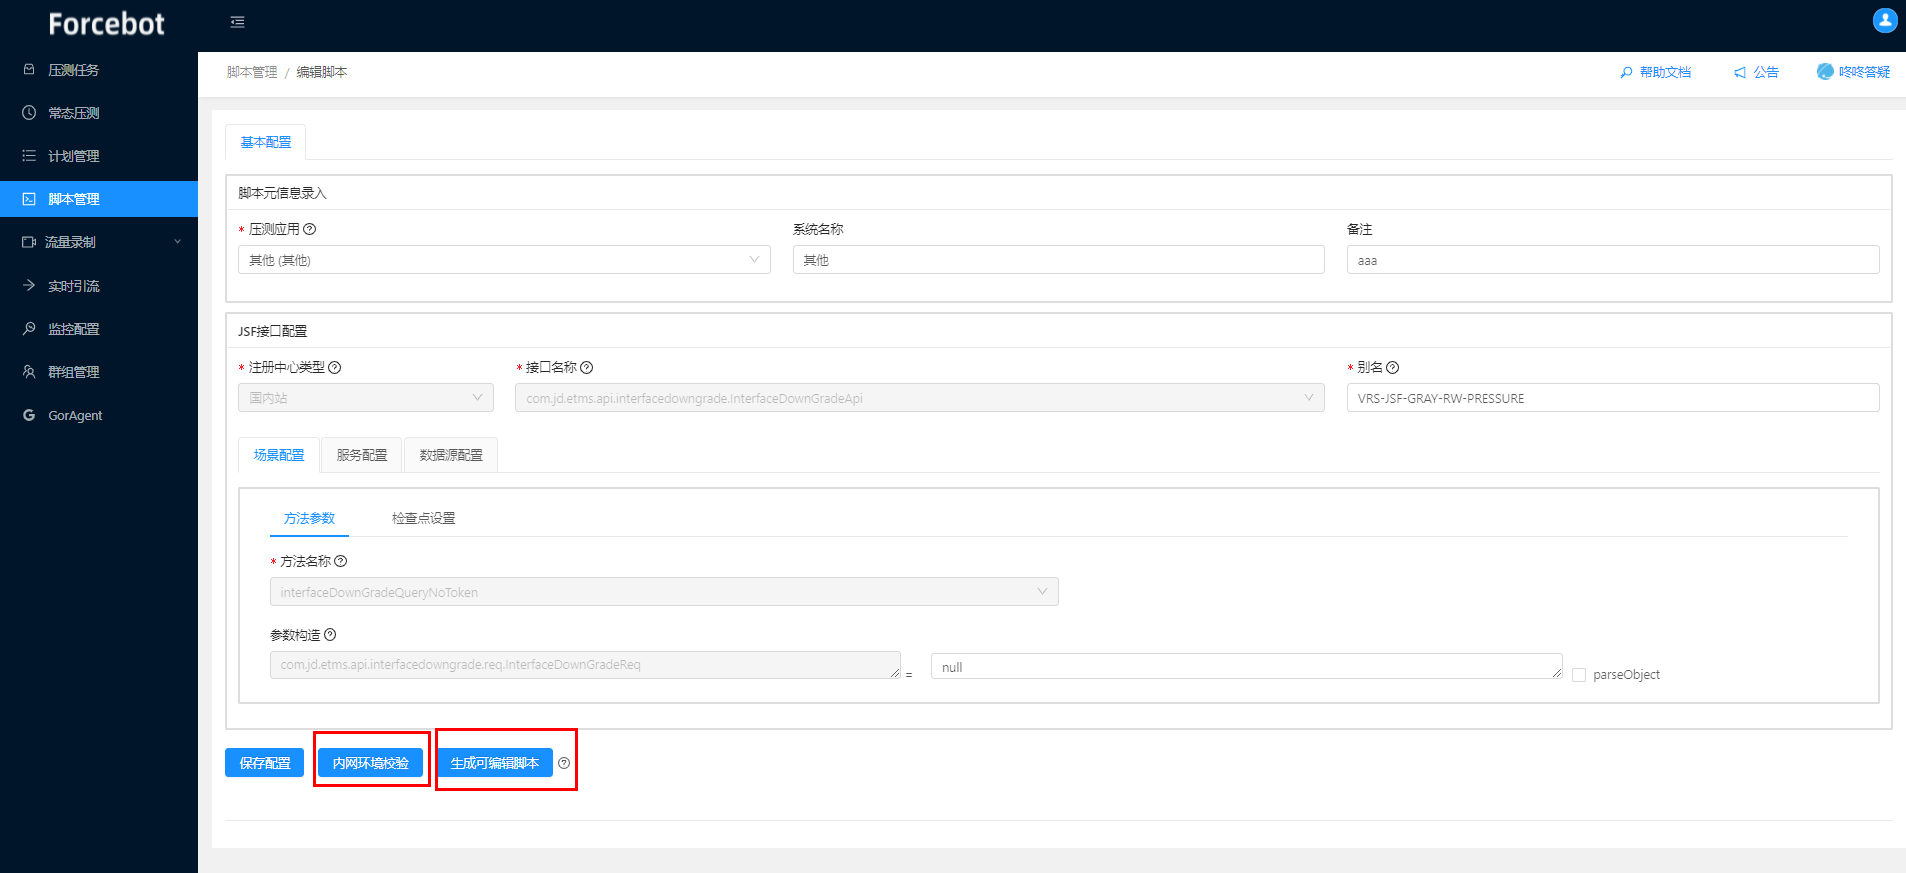 Forcebot
压测任务
常态压测
计划管理
脚本管理
流量录制
实时引流
监控配置
群组管理
GorAgent
脚本管理 / 编辑脚本
帮助文档
公告
咚咚答疑
基本配置
脚本元信息录入
* 压测应用
系统名称
备注
其他 (其他)
其他
aaa
JSF接口配置
* 注册中心类型
* 接口名称
* 别名
国内站
com.jd.etms.api.interfacedowngrade.InterfaceDownGradeApi
VRS-JSF-GRAY-RW-PRESSURE
场景配置
服务配置
数据源配置
方法参数
检查点设置
* 方法名称
interfaceDownGradeQueryNoToken
参数构造
com.jd.etms.api.interfacedowngrade.req.InterfaceDownGradeReq
=
null
parseObject
保存配置
内网环境校验
生成可编辑脚本